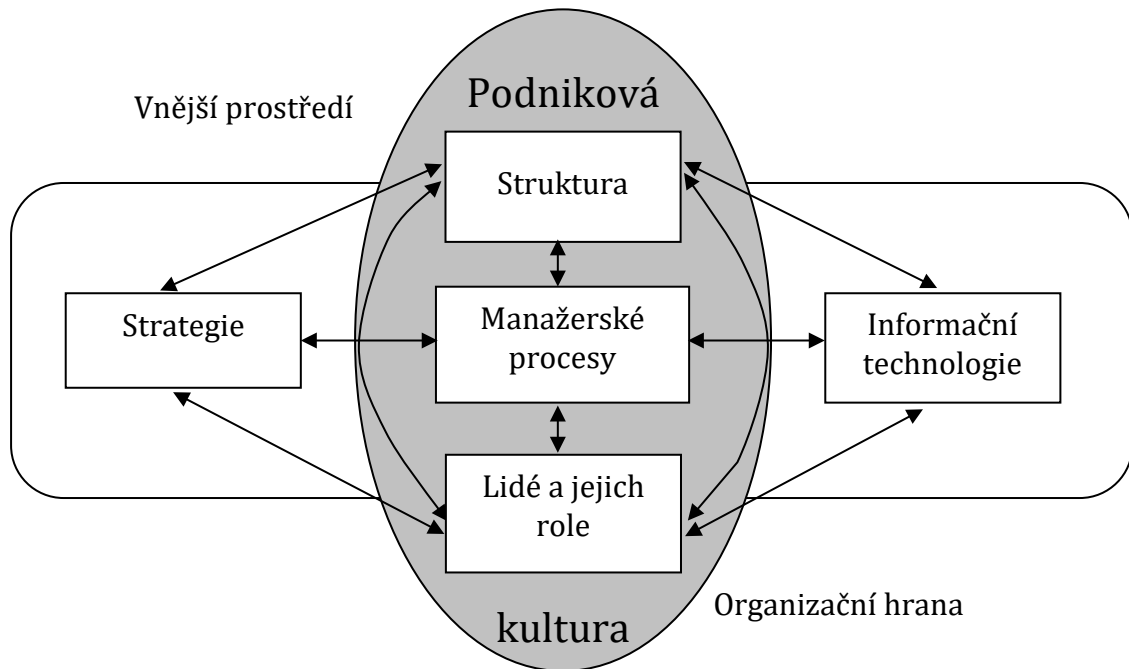 Podniková
Vnější prostředí
Struktura
Strategie
Manažerské
procesy
Informační
technologie
Lidé a jejich
role
Organizační hrana
kultura